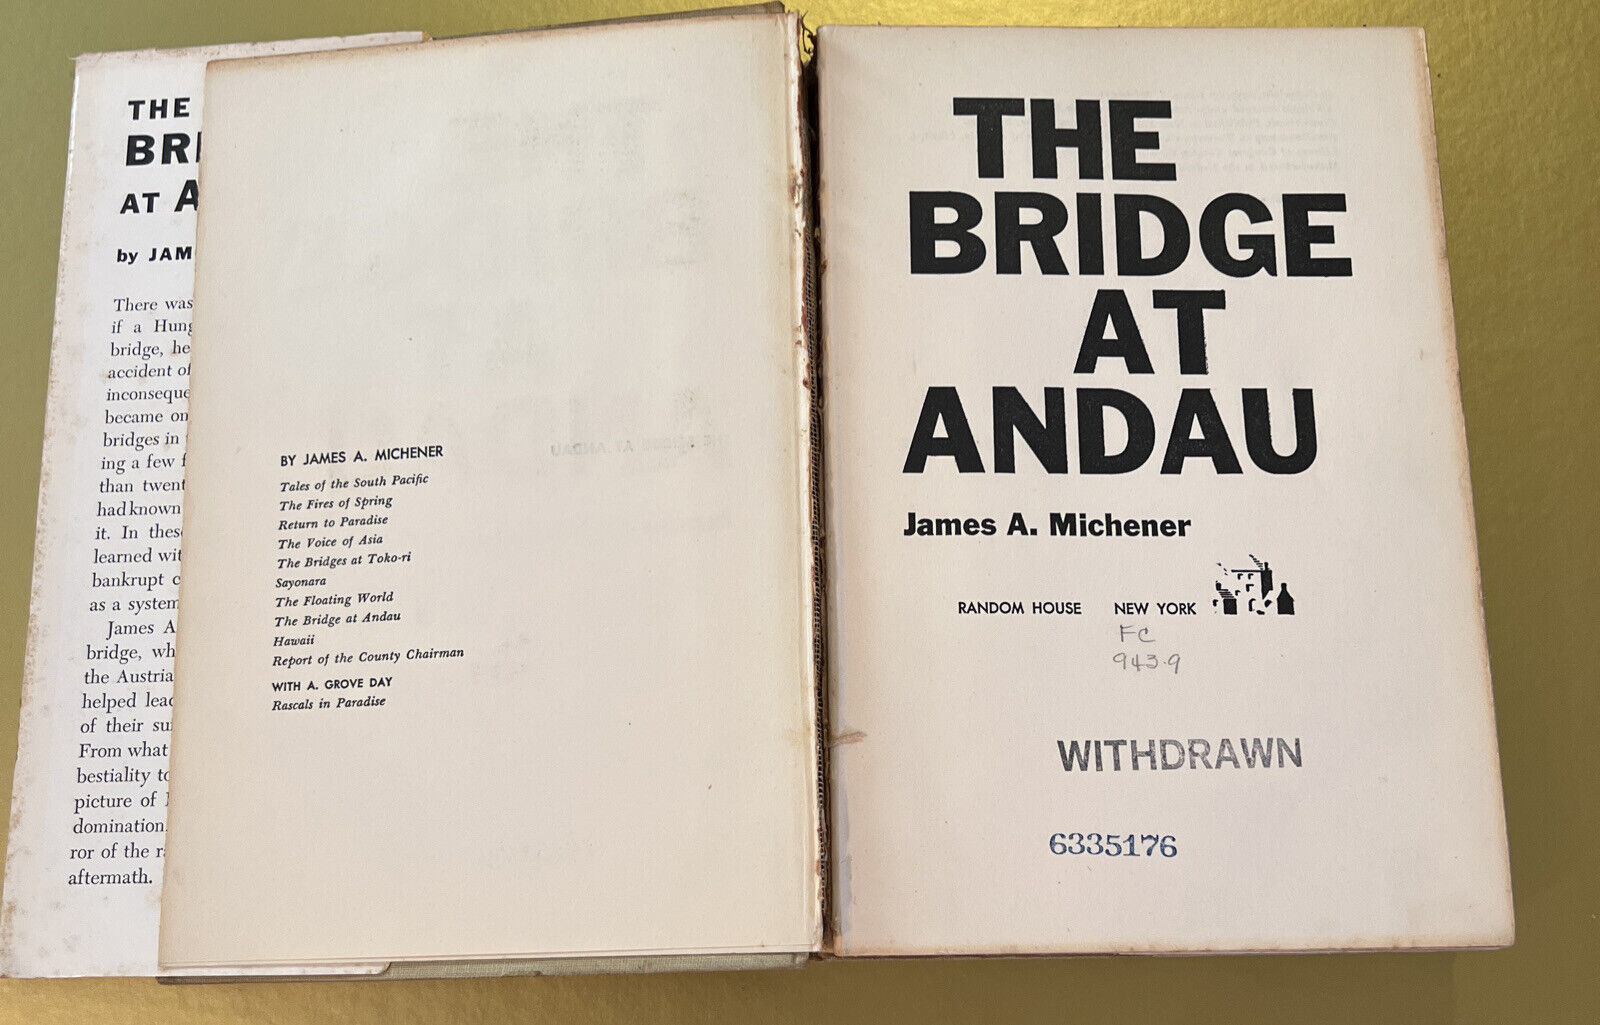 THE
BRI
AT A
by JAM
There was
if a Hung
bridge, he
accident of
inconseque
became on
bridges in
ing a few f
than twent
had known
it. In these
learned wit
bankrupt c
as a system
James A
bridge, wh
the Austria
helped lead
of their su
From what
bestiality to
picture of
domination.
ror of the r
aftermath.
BY JAMES A. MICHENER
Tales of the South Pacific
The Fires of Spring
Return to Paradise
The Voice of Asia
The Bridges at Toko-ri
Sayonara
The Floating World
The Bridge at Andau
Hawaii
Report of the County Chairman
WITH A. GROVE DAY
Rascals in Paradise
THE
BRIDGE
AT
ANDAU
James A. Michener
RANDOM HOUSE NEW YORK
FC
943.9
WITHDRAWN
6335176